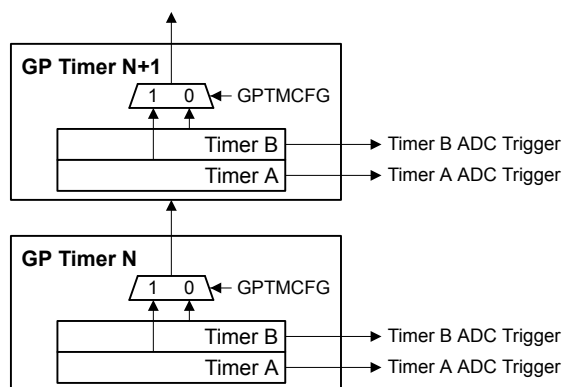 GP Timer N+1
1 0
GPTMCFG
Timer B
Timer B ADC Trigger
Timer A
Timer A ADC Trigger
GP Timer N
1 0
GPTMCFG
Timer B
Timer B ADC Trigger
Timer A
Timer A ADC Trigger